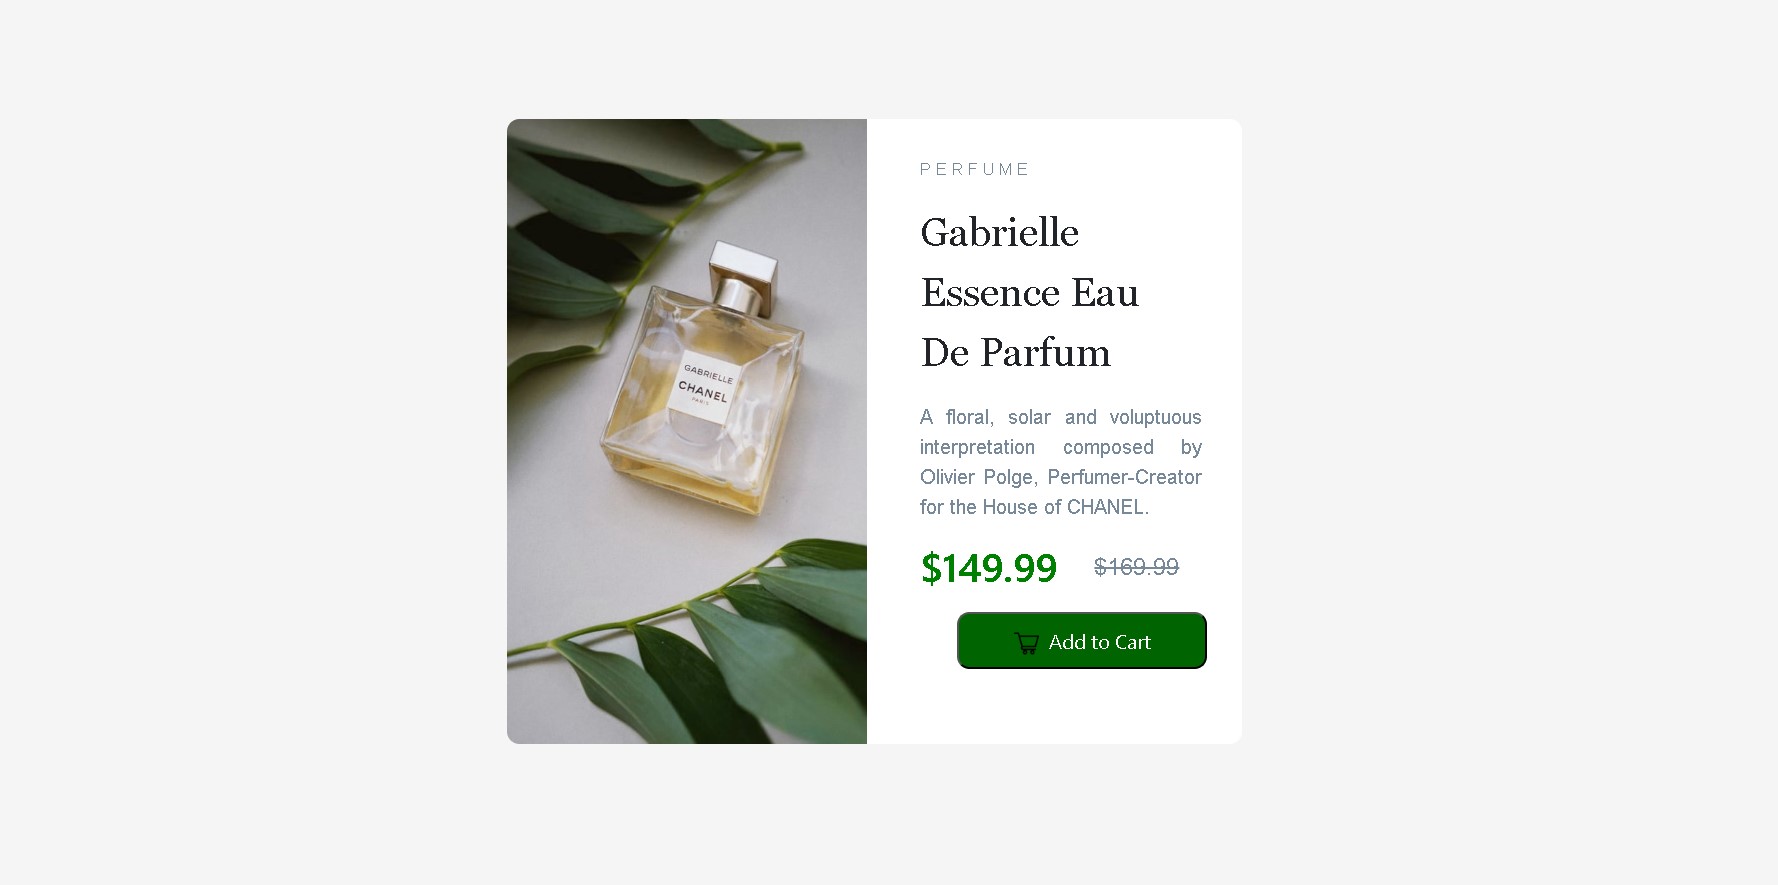 PERFUME
Gabrielle
Essence Eau
De Parfum
A floral, solar and voluptuous
interpretation composed by
Olivier Polge, Perfumer-Creator
for the House of CHANEL.
$149.99 $169.99
Add to Cart
GABRIELLE
CHANEL
PARIS